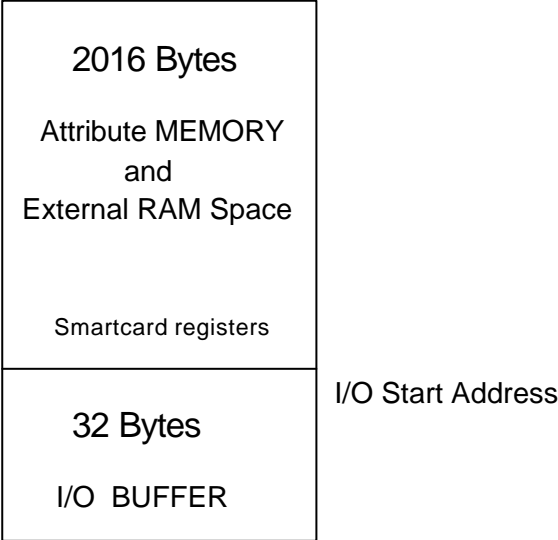 2016 Bytes
Attribute MEMORY
and
External RAM Space
Smartcard registers
I/O Start Address
32 Bytes
I/O BUFFER